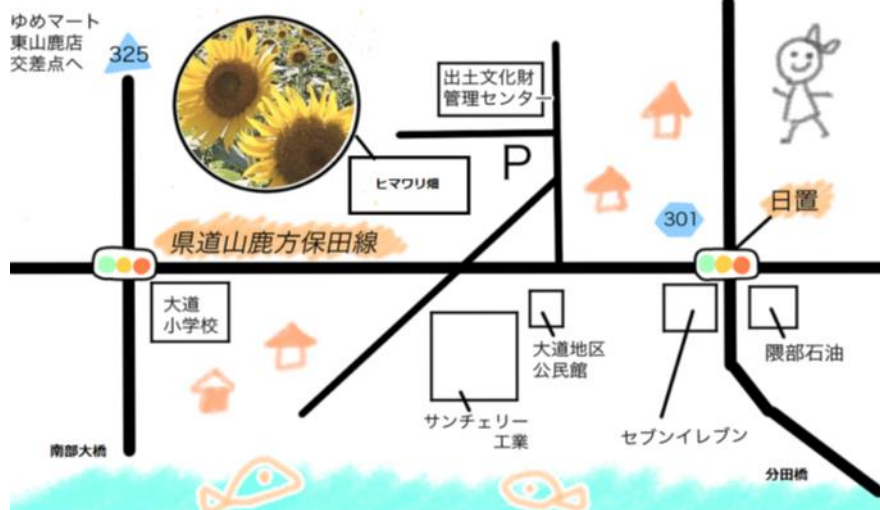 ゆめマート
東山鹿店
交差点へ
325
出土文化財
管理センター
P
ヒマワリ畑
301
日置
県道山鹿方保田線
大道
小学校
大道地区
公民館
隈部石油
サンチェリー
工業
セブンイレブン
南部大橋
分田橋